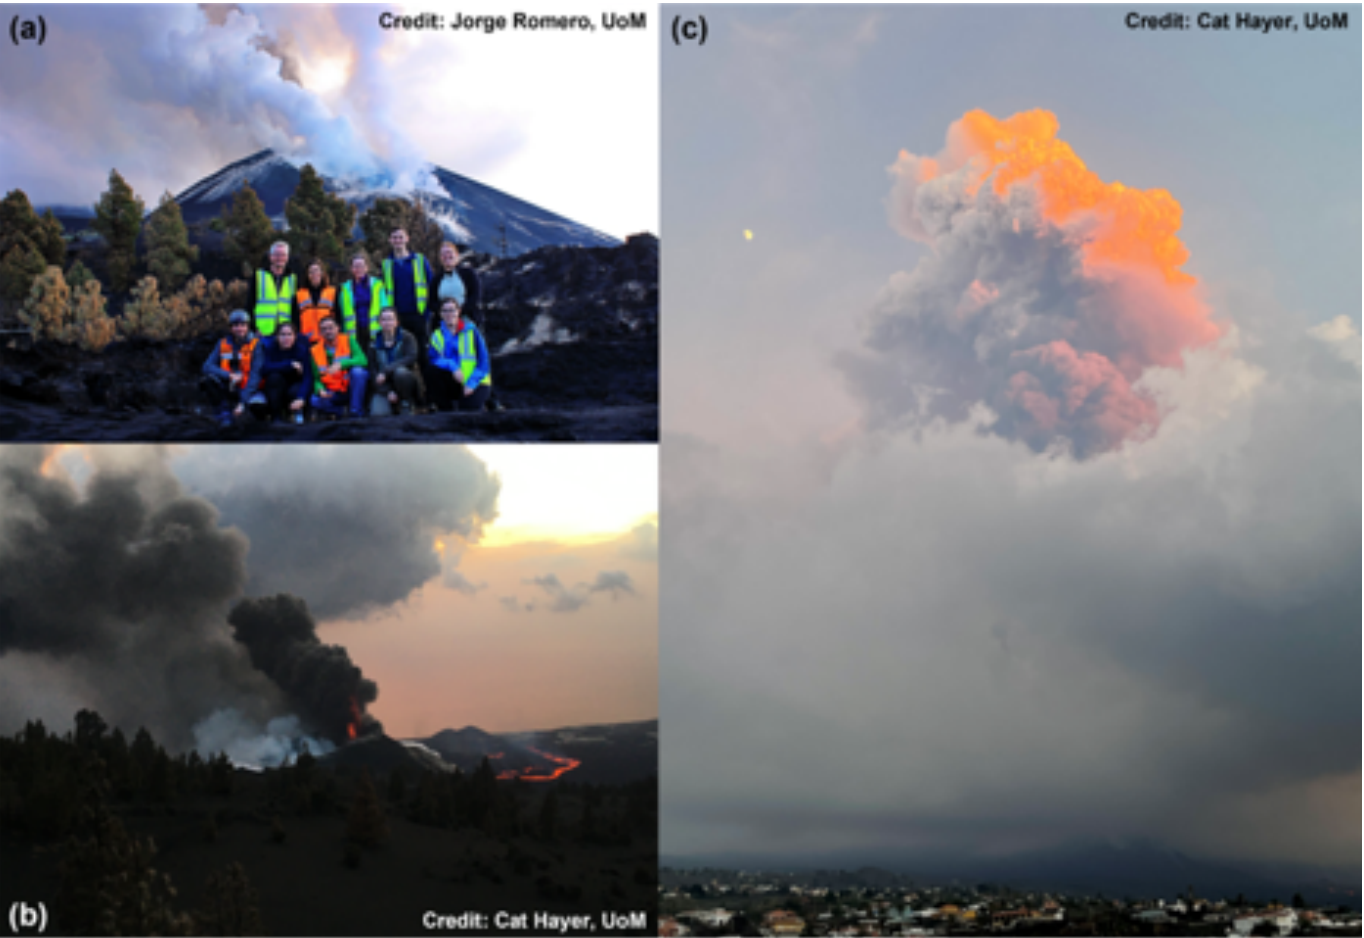 (a)
Credit: Jorge Romero, UoM
(c)
Credit: Cat Hayer, UoM
(b)
Credit: Cat Hayer, UoM